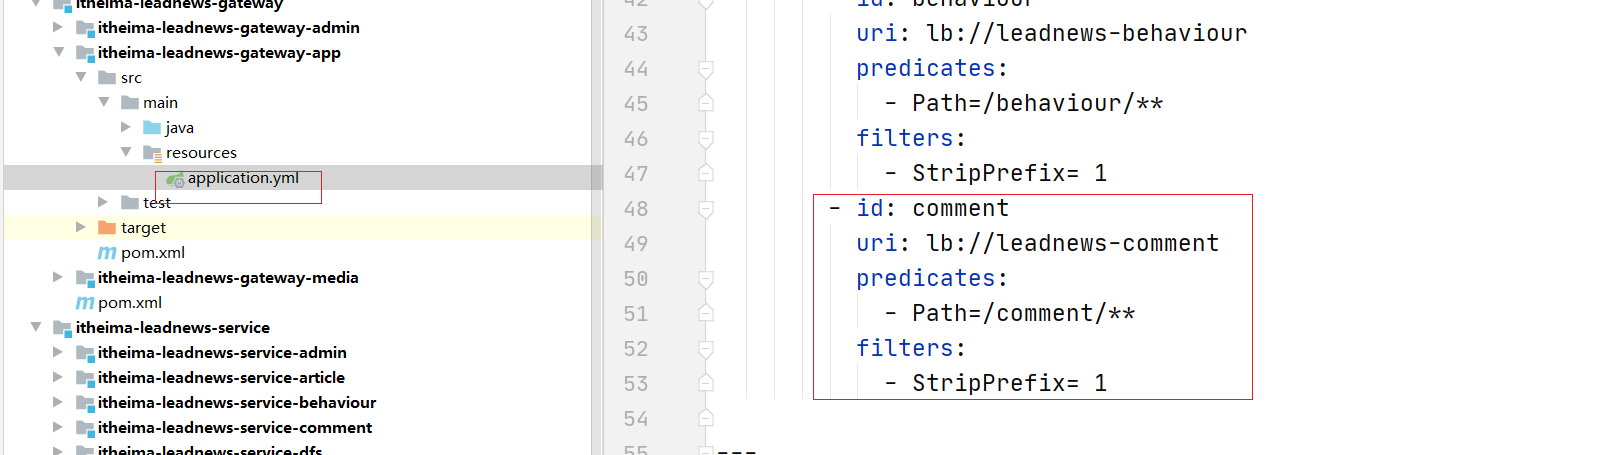 itheima-leadnews-gateway
itheima-leadnews-gateway-admin
itheima-leadnews-gateway-app
src
main
java
resources
application.yml
test
target
pom.xml
itheima-leadnews-gateway-media
pom.xml
itheima-leadnews-service
itheima-leadnews-service-admin
itheima-leadnews-service-article
itheima-leadnews-service-behaviour
itheima-leadnews-service-comment
itheima-leadnews-service-dfs
42 id: behaviour
43 uri: lb://leadnews-behaviour
44 predicates:
45 - Path=/behaviour/**
46 filters:
47 - StripPrefix= 1
48 - id: comment
49 uri: lb://leadnews-comment
50 predicates:
51 - Path=/comment/**
52 filters:
53 - StripPrefix= 1
54
55 ---